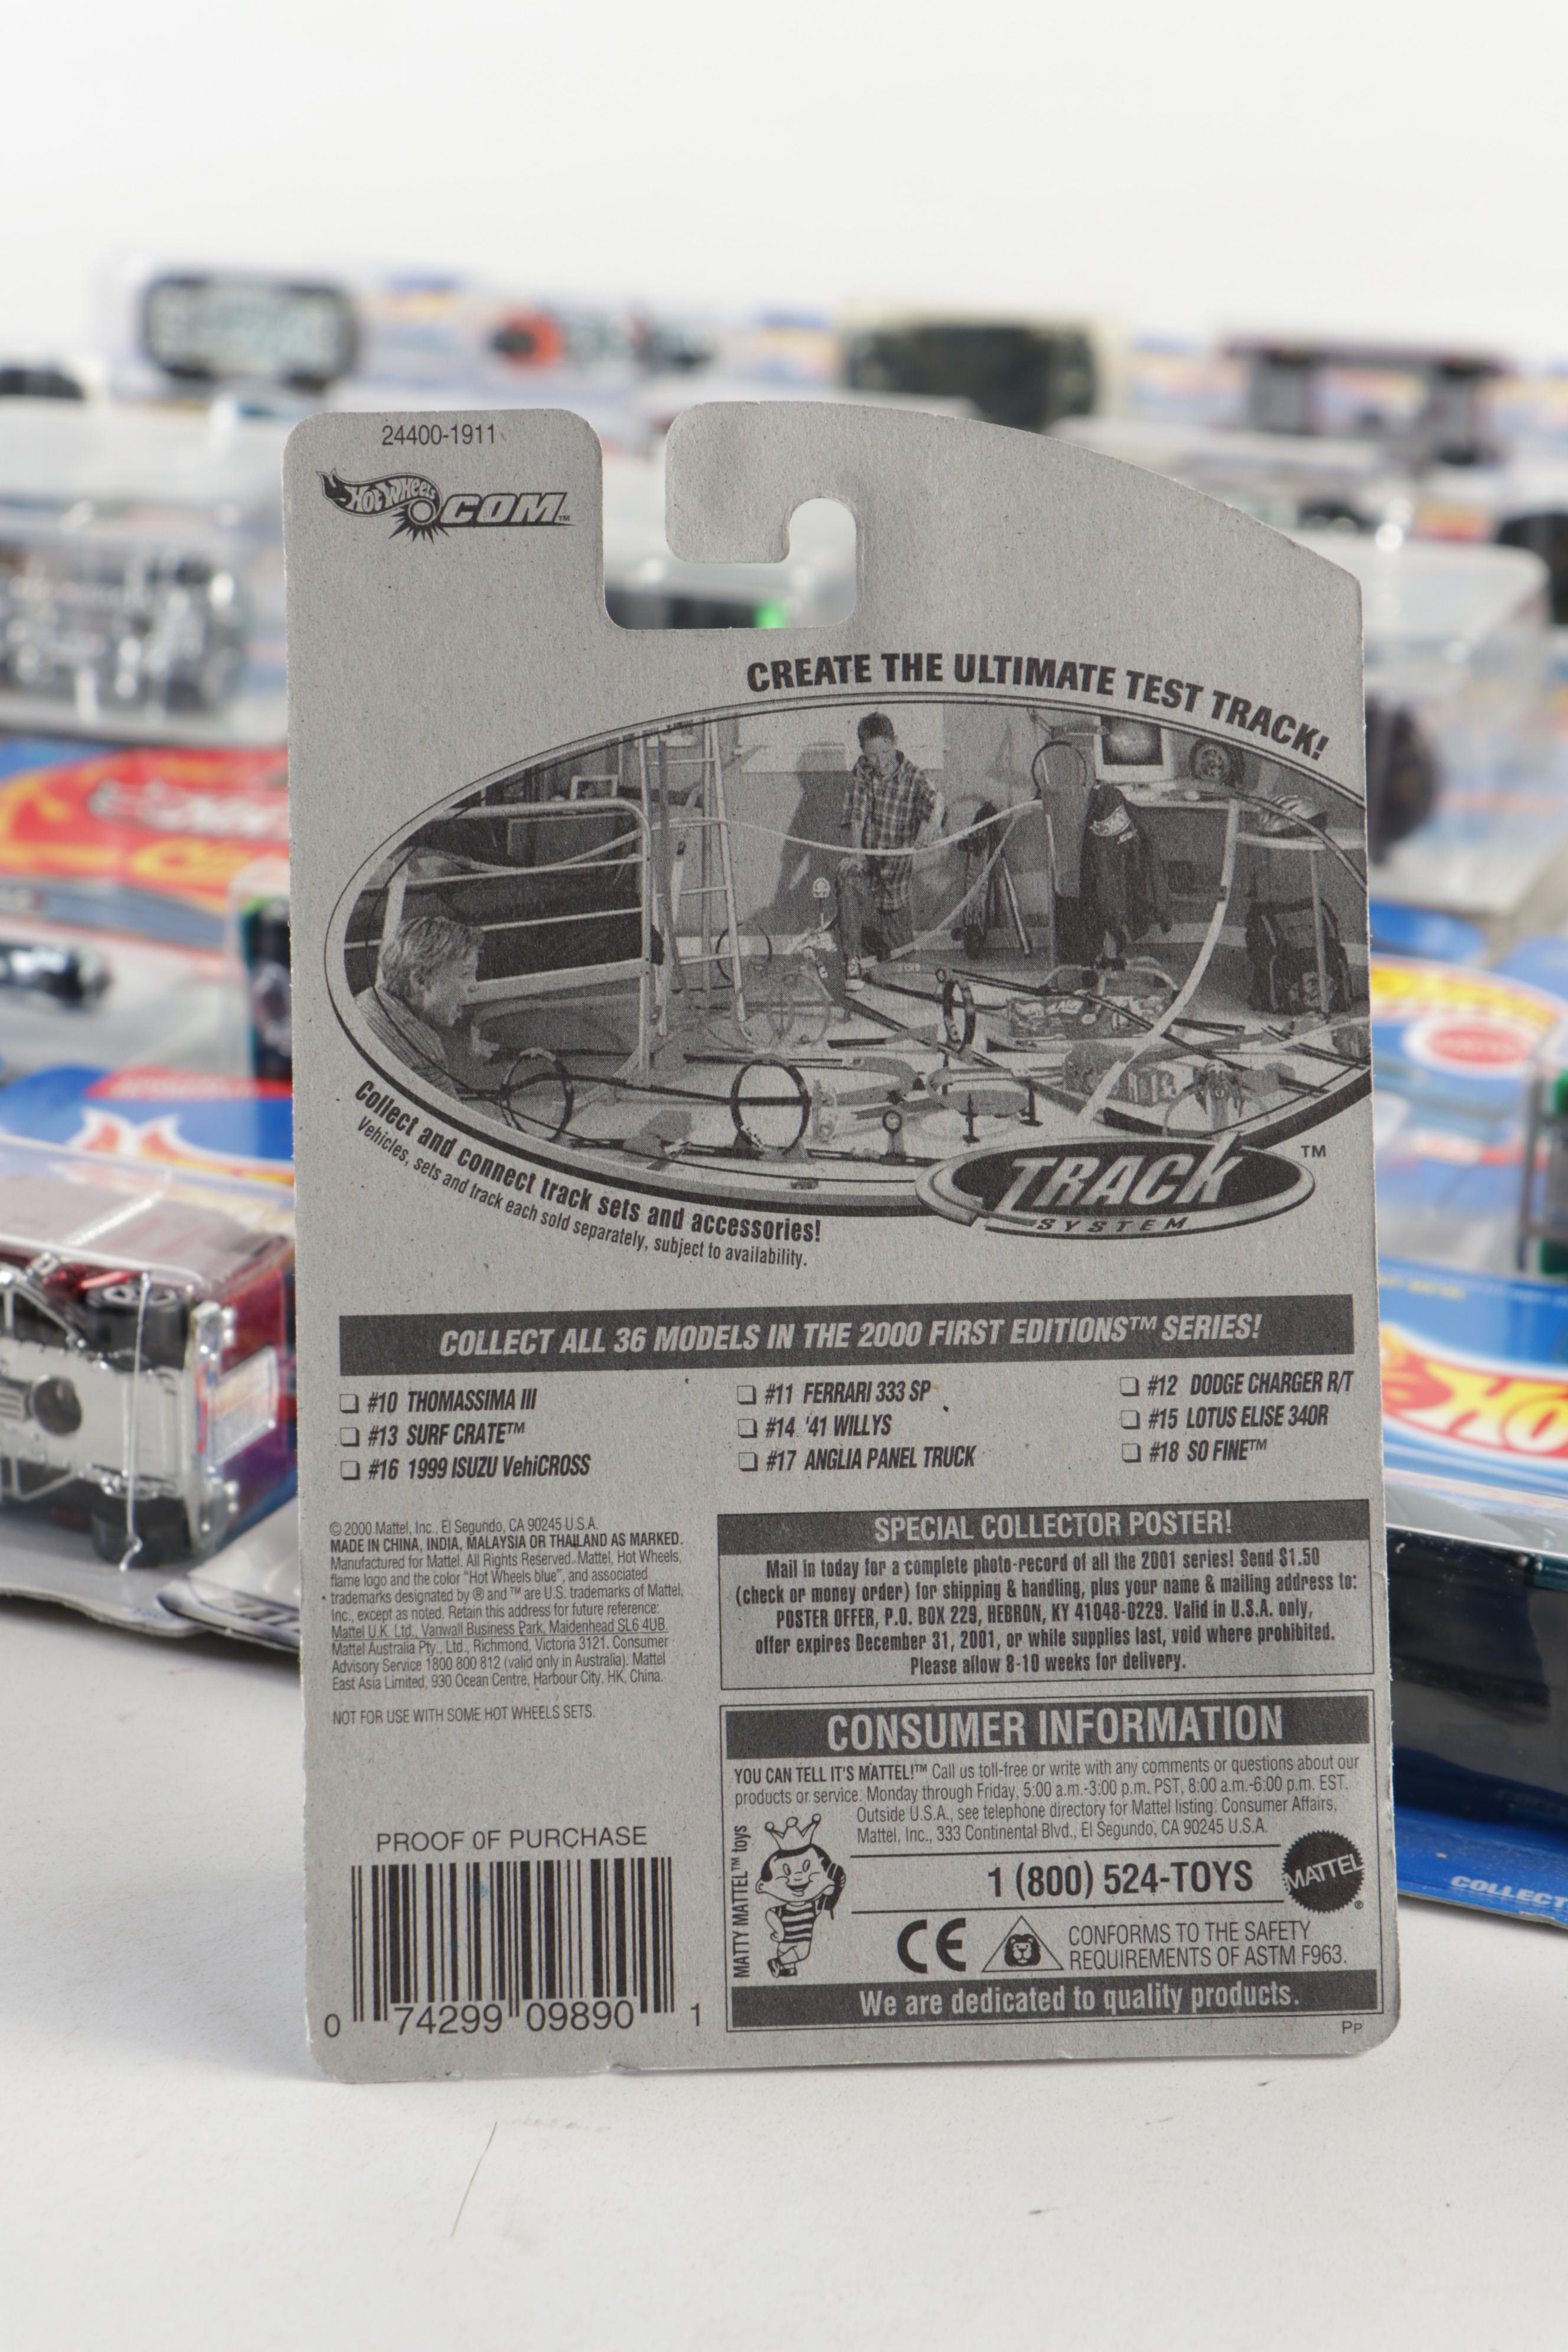 24400-1911
HOT WHEELS .COM™
CREATE THE ULTIMATE TEST TRACK!
Collect and connect track sets and accessories!
Vehicles, sets and track each sold separately, subject to availability.
TRACK ™
SYSTEM
COLLECT ALL 36 MODELS IN THE 2000 FIRST EDITIONS™ SERIES!
#10 THOMASSIMA III
#11 FERRARI 333 SP
#12 DODGE CHARGER R/T
#13 SURF CRATE™
#14 '41 WILLYS
#15 LOTUS ELISE 340R
#16 1999 ISUZU VehiCROSS
#17 ANGLIA PANEL TRUCK
#18 SO FINE™
© 2000 Mattel, Inc., El Segundo, CA 90245 U.S.A.
MADE IN CHINA, INDIA, MALAYSIA OR THAILAND AS MARKED.
Manufactured for Mattel. All Rights Reserved. Mattel, Hot Wheels,
flame logo and the color "Hot Wheels blue", and associated
trademarks designated by ® and ™ are U.S. trademarks of Mattel,
Inc., except as noted. Retain this address for future reference:
Mattel U.K. Ltd., Vanwall Business Park, Maidenhead SL6 4UB.
Mattel Australia Pty., Ltd., Richmond, Victoria 3121. Consumer
Advisory Service 1800 800 812 (valid only in Australia). Mattel
East Asia Limited, 930 Ocean Centre, Harbour City, HK, China.
NOT FOR USE WITH SOME HOT WHEELS SETS.
SPECIAL COLLECTOR POSTER!
Mail in today for a complete photo-record of all the 2001 series! Send $1.50
(check or money order) for shipping & handling, plus your name & mailing address to:
POSTER OFFER, P.O. BOX 229, HEBRON, KY 41048-0229. Valid in U.S.A. only,
offer expires December 31, 2001, or while supplies last, void where prohibited.
Please allow 8-10 weeks for delivery.
CONSUMER INFORMATION
YOU CAN TELL IT'S MATTEL!™ Call us toll-free or write with any comments or questions about our
products or service: Monday through Friday, 5:00 a.m.-3:00 p.m. PST, 8:00 a.m.-6:00 p.m. EST.
Outside U.S.A., see telephone directory for Mattel listing. Consumer Affairs,
Mattel, Inc., 333 Continental Blvd., El Segundo, CA 90245 U.S.A.
MATTY MATTEL™ toys
1 (800) 524-TOYS
MATTEL®
CE
CONFORMS TO THE SAFETY
REQUIREMENTS OF ASTM F963.
We are dedicated to quality products.
PP
PROOF OF PURCHASE
0 74299 09890 1
COLLECT